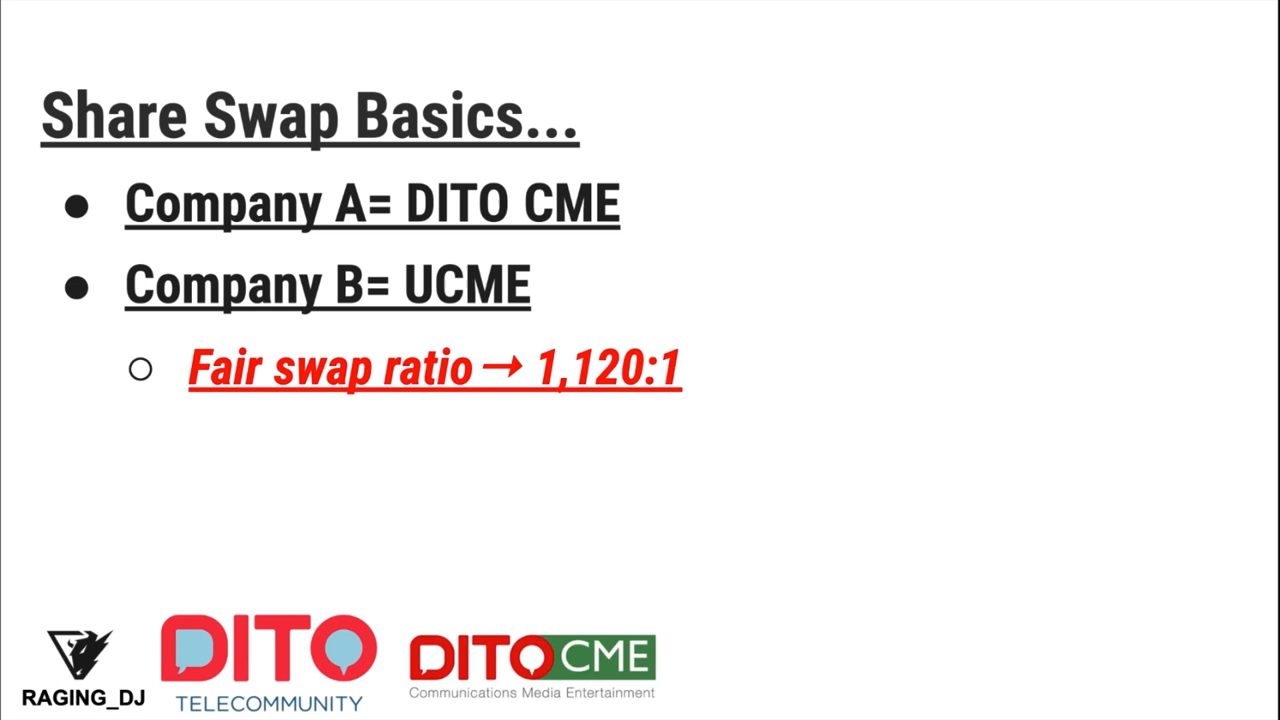 Share Swap Basics...
● Company A= DITO CME
● Company B= UCME
○ Fair swap ratio → 1,120:1
RAGING_DJ
DITO
TELECOMMUNITY
DITO CME
Communications Media Entertainment